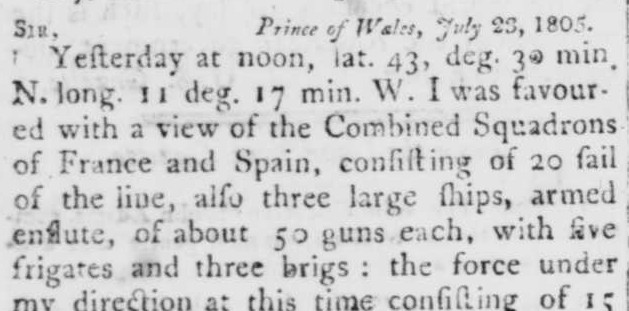 SIR, Prince of Wales, July 23, 1805.
Yeſterday at noon, lat. 43, deg. 30 min.
N. long. 11 deg. 17 min. W. I was favour-
ed with a view of the Combined Squadrons
of France and Spain, conſiſting of 20 ſail
of the line, alſo three large ſhips, armed
enflute, of about 50 guns each, with five
frigates and three brigs : the force under
my direction at this time conſiſting of 15